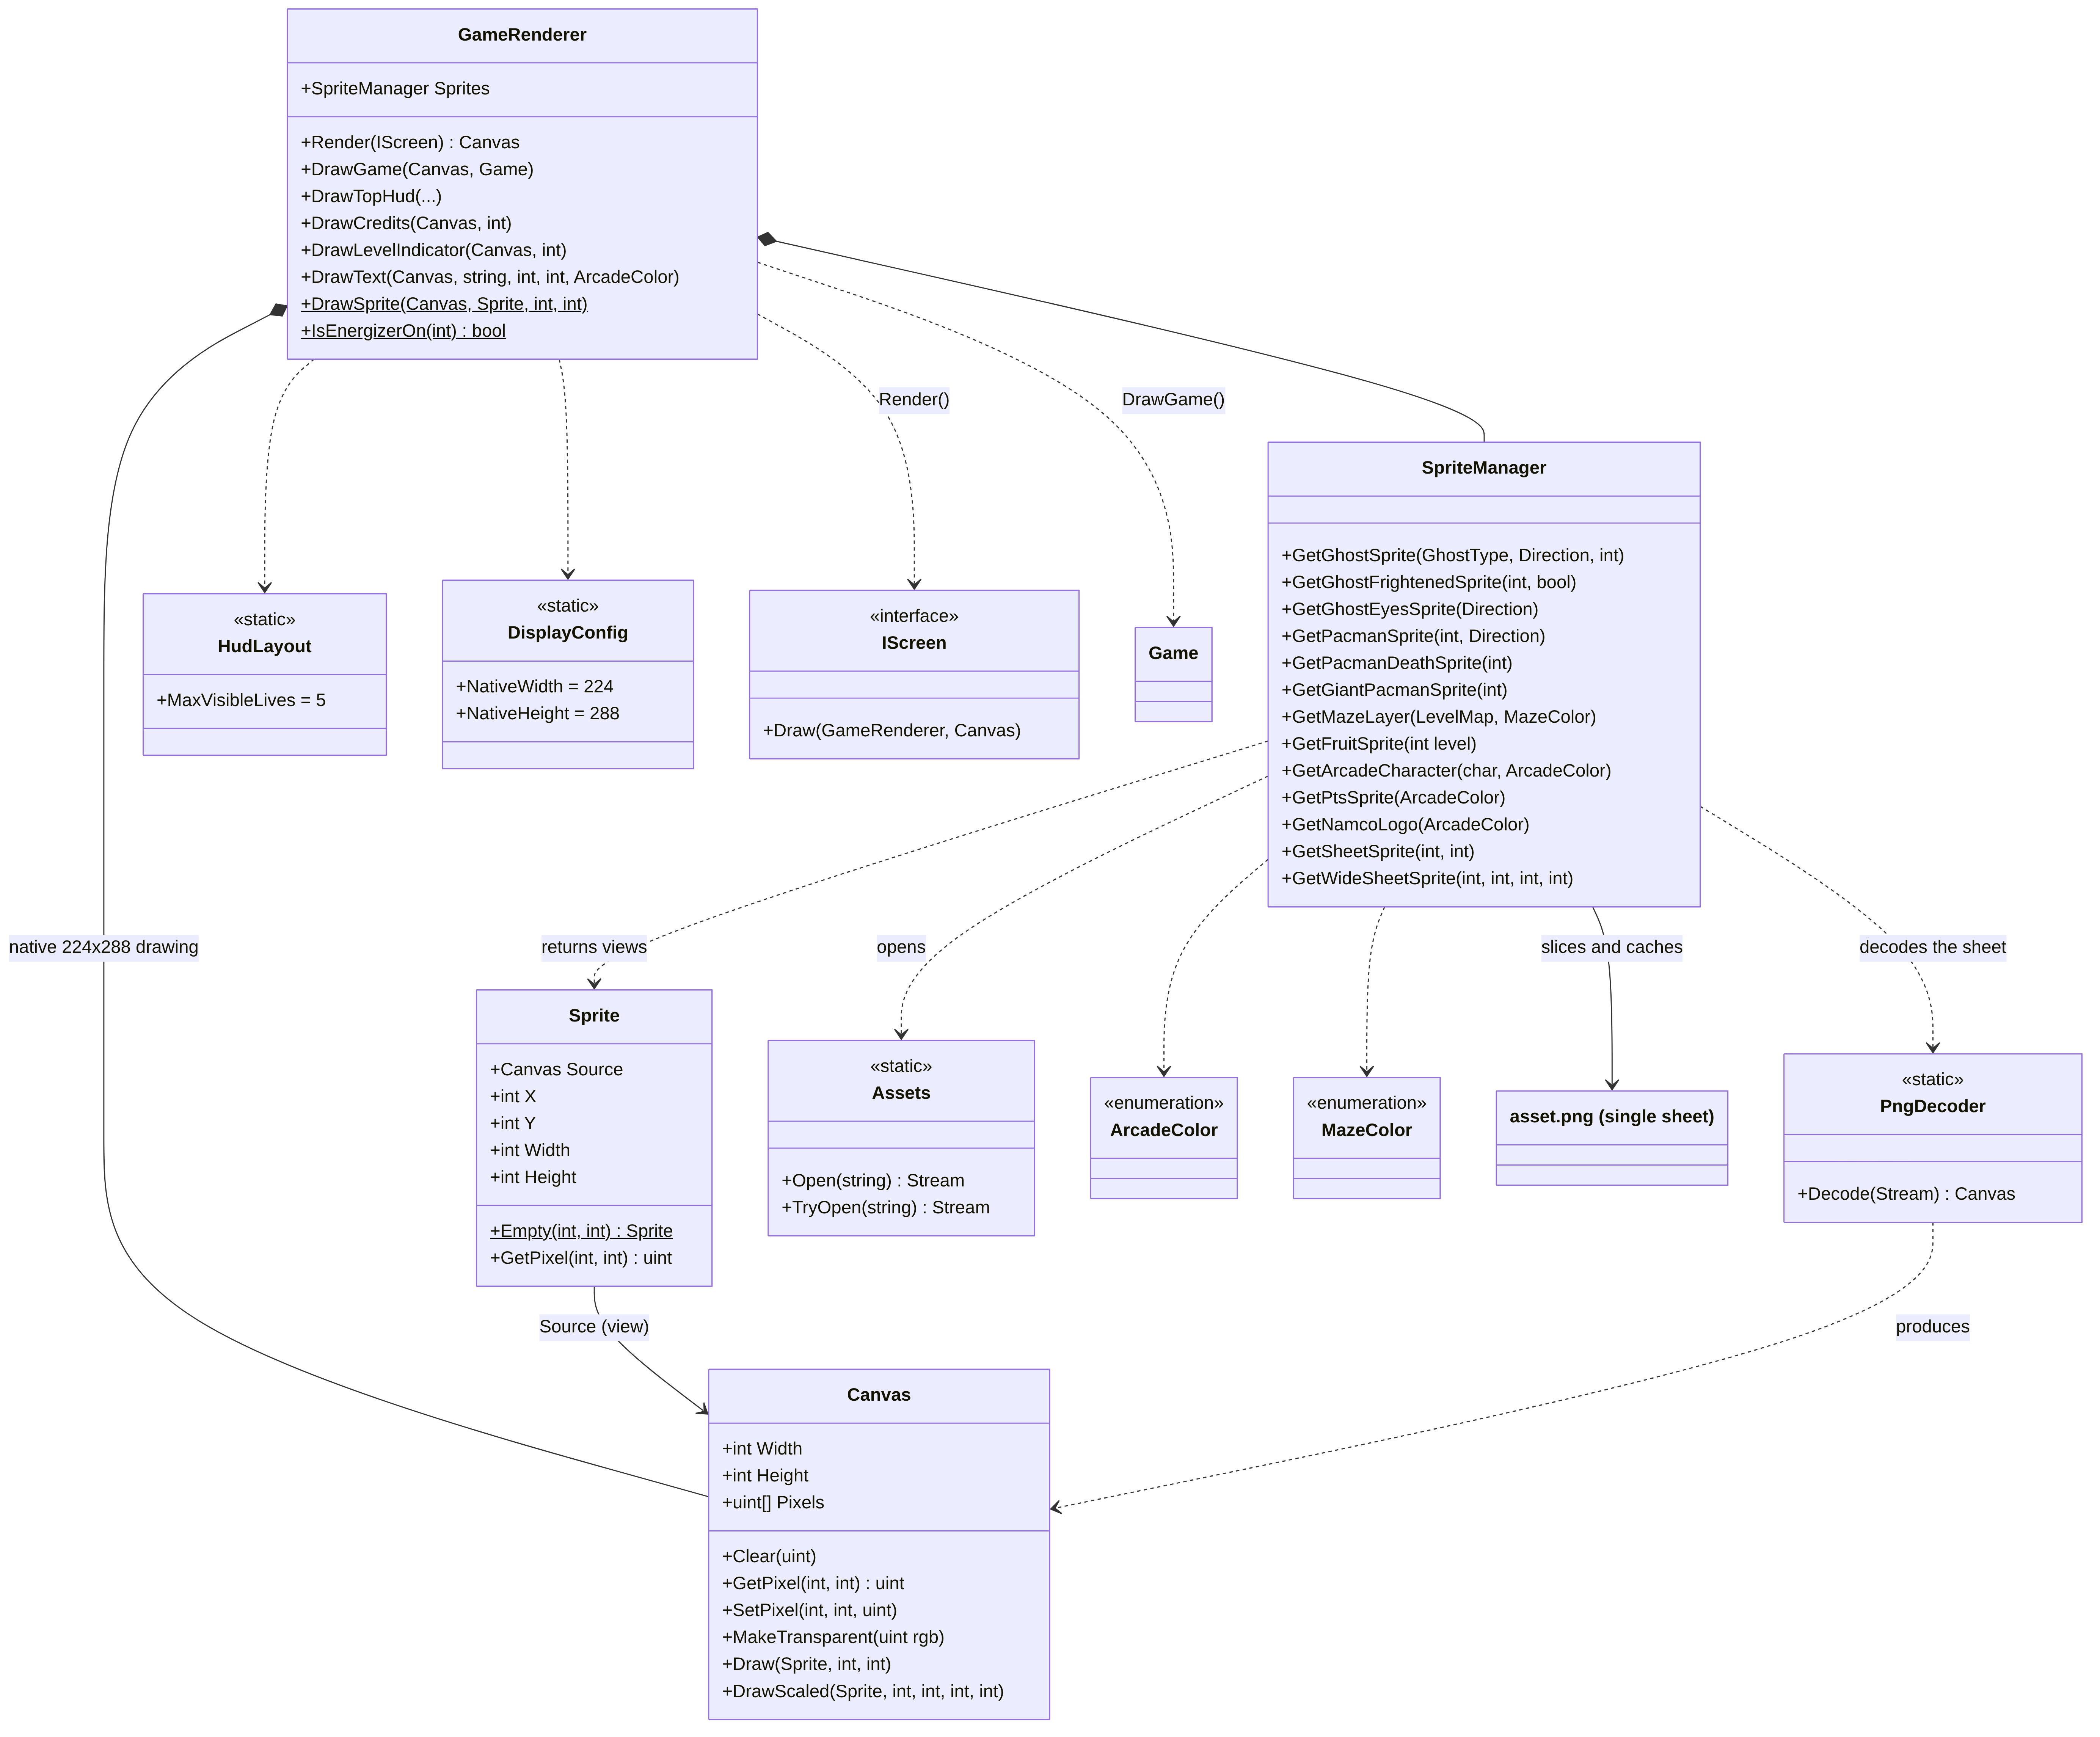 GameRenderer
+SpriteManager Sprites
+Render(IScreen) : Canvas
+DrawGame(Canvas, Game)
+DrawTopHud(...)
+DrawCredits(Canvas, int)
+DrawLevelIndicator(Canvas, int)
+DrawText(Canvas, string, int, int, ArcadeColor)
+DrawSprite(Canvas, Sprite, int, int)
+IsEnergizerOn(int) : bool
Render()
DrawGame()
SpriteManager
+GetGhostSprite(GhostType, Direction, int)
+GetGhostFrightenedSprite(int, bool)
+GetGhostEyesSprite(Direction)
+GetPacmanSprite(int, Direction)
+GetPacmanDeathSprite(int)
+GetGiantPacmanSprite(int)
+GetMazeLayer(LevelMap, MazeColor)
+GetFruitSprite(int level)
+GetArcadeCharacter(char, ArcadeColor)
+GetPtsSprite(ArcadeColor)
+GetNamcoLogo(ArcadeColor)
+GetSheetSprite(int, int)
+GetWideSheetSprite(int, int, int, int)
«static»
HudLayout
+MaxVisibleLives = 5
«static»
DisplayConfig
+NativeWidth = 224
+NativeHeight = 288
«interface»
IScreen
+Draw(GameRenderer, Canvas)
Game
native 224x288 drawing
returns views
opens
slices and caches
decodes the sheet
Sprite
+Canvas Source
+int X
+int Y
+int Width
+int Height
+Empty(int, int) : Sprite
+GetPixel(int, int) : uint
«static»
Assets
+Open(string) : Stream
+TryOpen(string) : Stream
«enumeration»
ArcadeColor
«enumeration»
MazeColor
asset.png (single sheet)
«static»
PngDecoder
+Decode(Stream) : Canvas
Source (view)
produces
Canvas
+int Width
+int Height
+uint[] Pixels
+Clear(uint)
+GetPixel(int, int) : uint
+SetPixel(int, int, uint)
+MakeTransparent(uint rgb)
+Draw(Sprite, int, int)
+DrawScaled(Sprite, int, int, int, int)